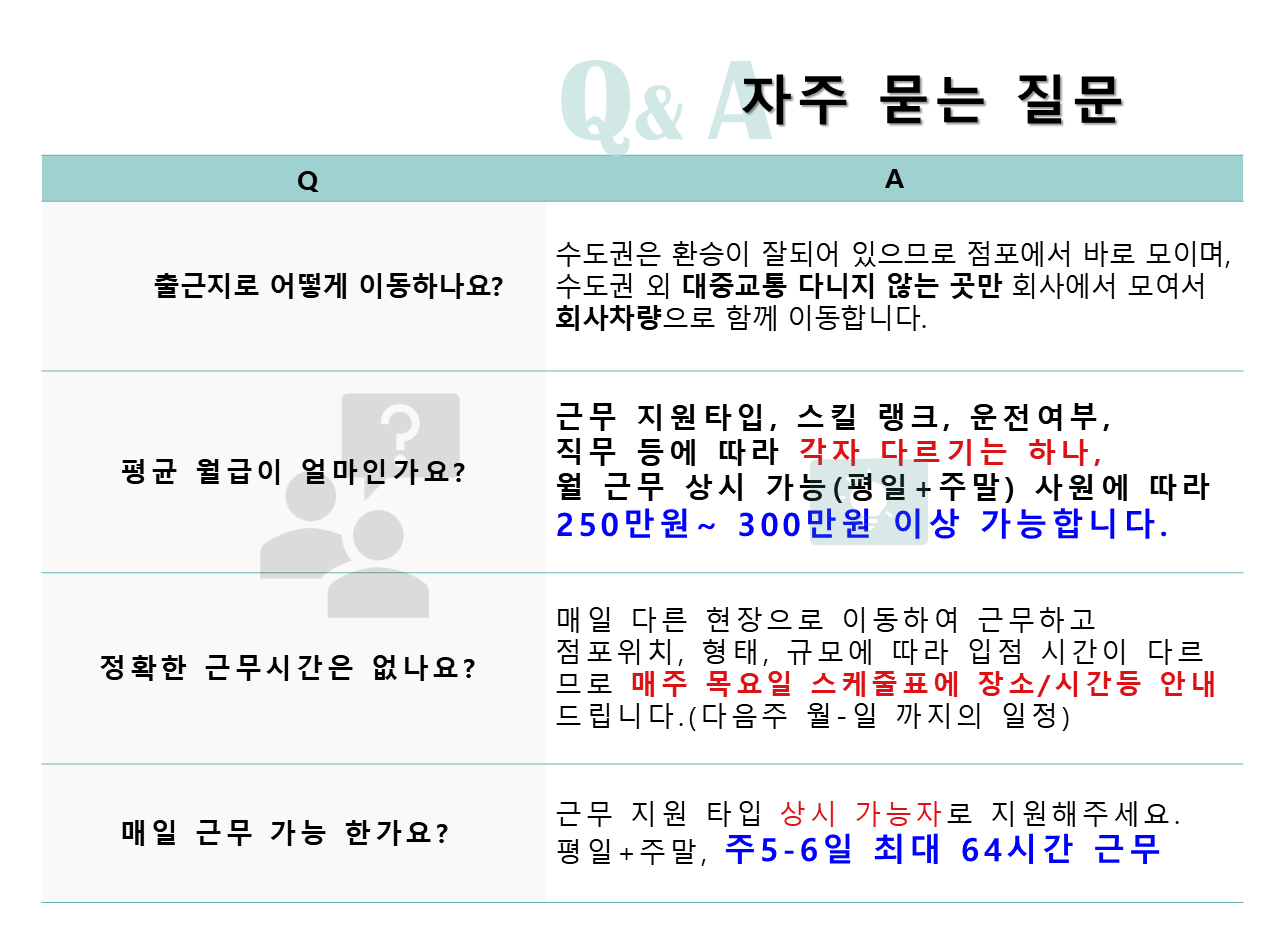 Q& A 자주 묻는 질문
Q
A
출근지로 어떻게 이동하나요?
수도권은 환승이 잘되어 있으므로 점포에서 바로 모이며,
수도권 외 대중교통 다니지 않는 곳만 회사에서 모여서
회사차량으로 함께 이동합니다.
평균 월급이 얼마인가요?
근무 지원타입, 스킬 랭크, 운전여부,
직무 등에 따라 각자 다르기는 하나,
월 근무 상시 가능(평일+주말) 사원에 따라
250만원~ 300만원 이상 가능합니다.
정확한 근무시간은 없나요?
매일 다른 현장으로 이동하여 근무하고
점포위치, 형태, 규모에 따라 입점 시간이 다르
므로 매주 목요일 스케줄표에 장소/시간등 안내
드립니다.(다음주 월-일 까지의 일정)
매일 근무 가능 한가요?
근무 지원 타입 상시 가능자로 지원해주세요.
평일+주말, 주5-6일 최대 64시간 근무